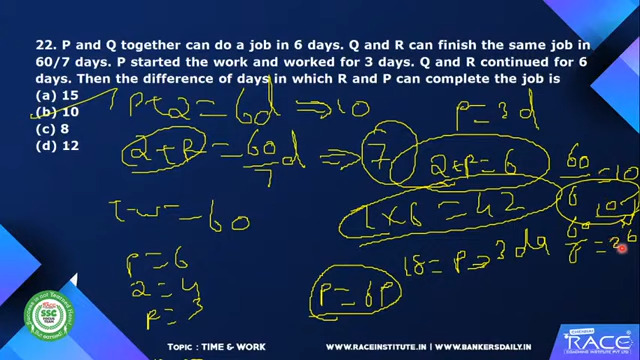 22. P and Q together can do a job in 6 days. Q and R can finish the same job in
60/7 days. P started the work and worked for 3 days. Q and R continued for 6
days. Then the difference of days in which R and P can complete the job is
(a) 15
(b) 10
(c) 8
(d) 12
P+Q = 6d ⇒ 10
P = 3d
Q+R = 60/7 d ⇒ 7
Q+R = 6
60/6 = 10
7x6 = 42
T-W = 60
18 = P ⇒ 3 da
P = 6
2 = 4
R = 3
P = 6P
SSC
TOPIC : TIME & WORK
WWW.RACEINSTITUTE.IN | WWW.BANKERSDAILY.IN
CHENNAI
RACE